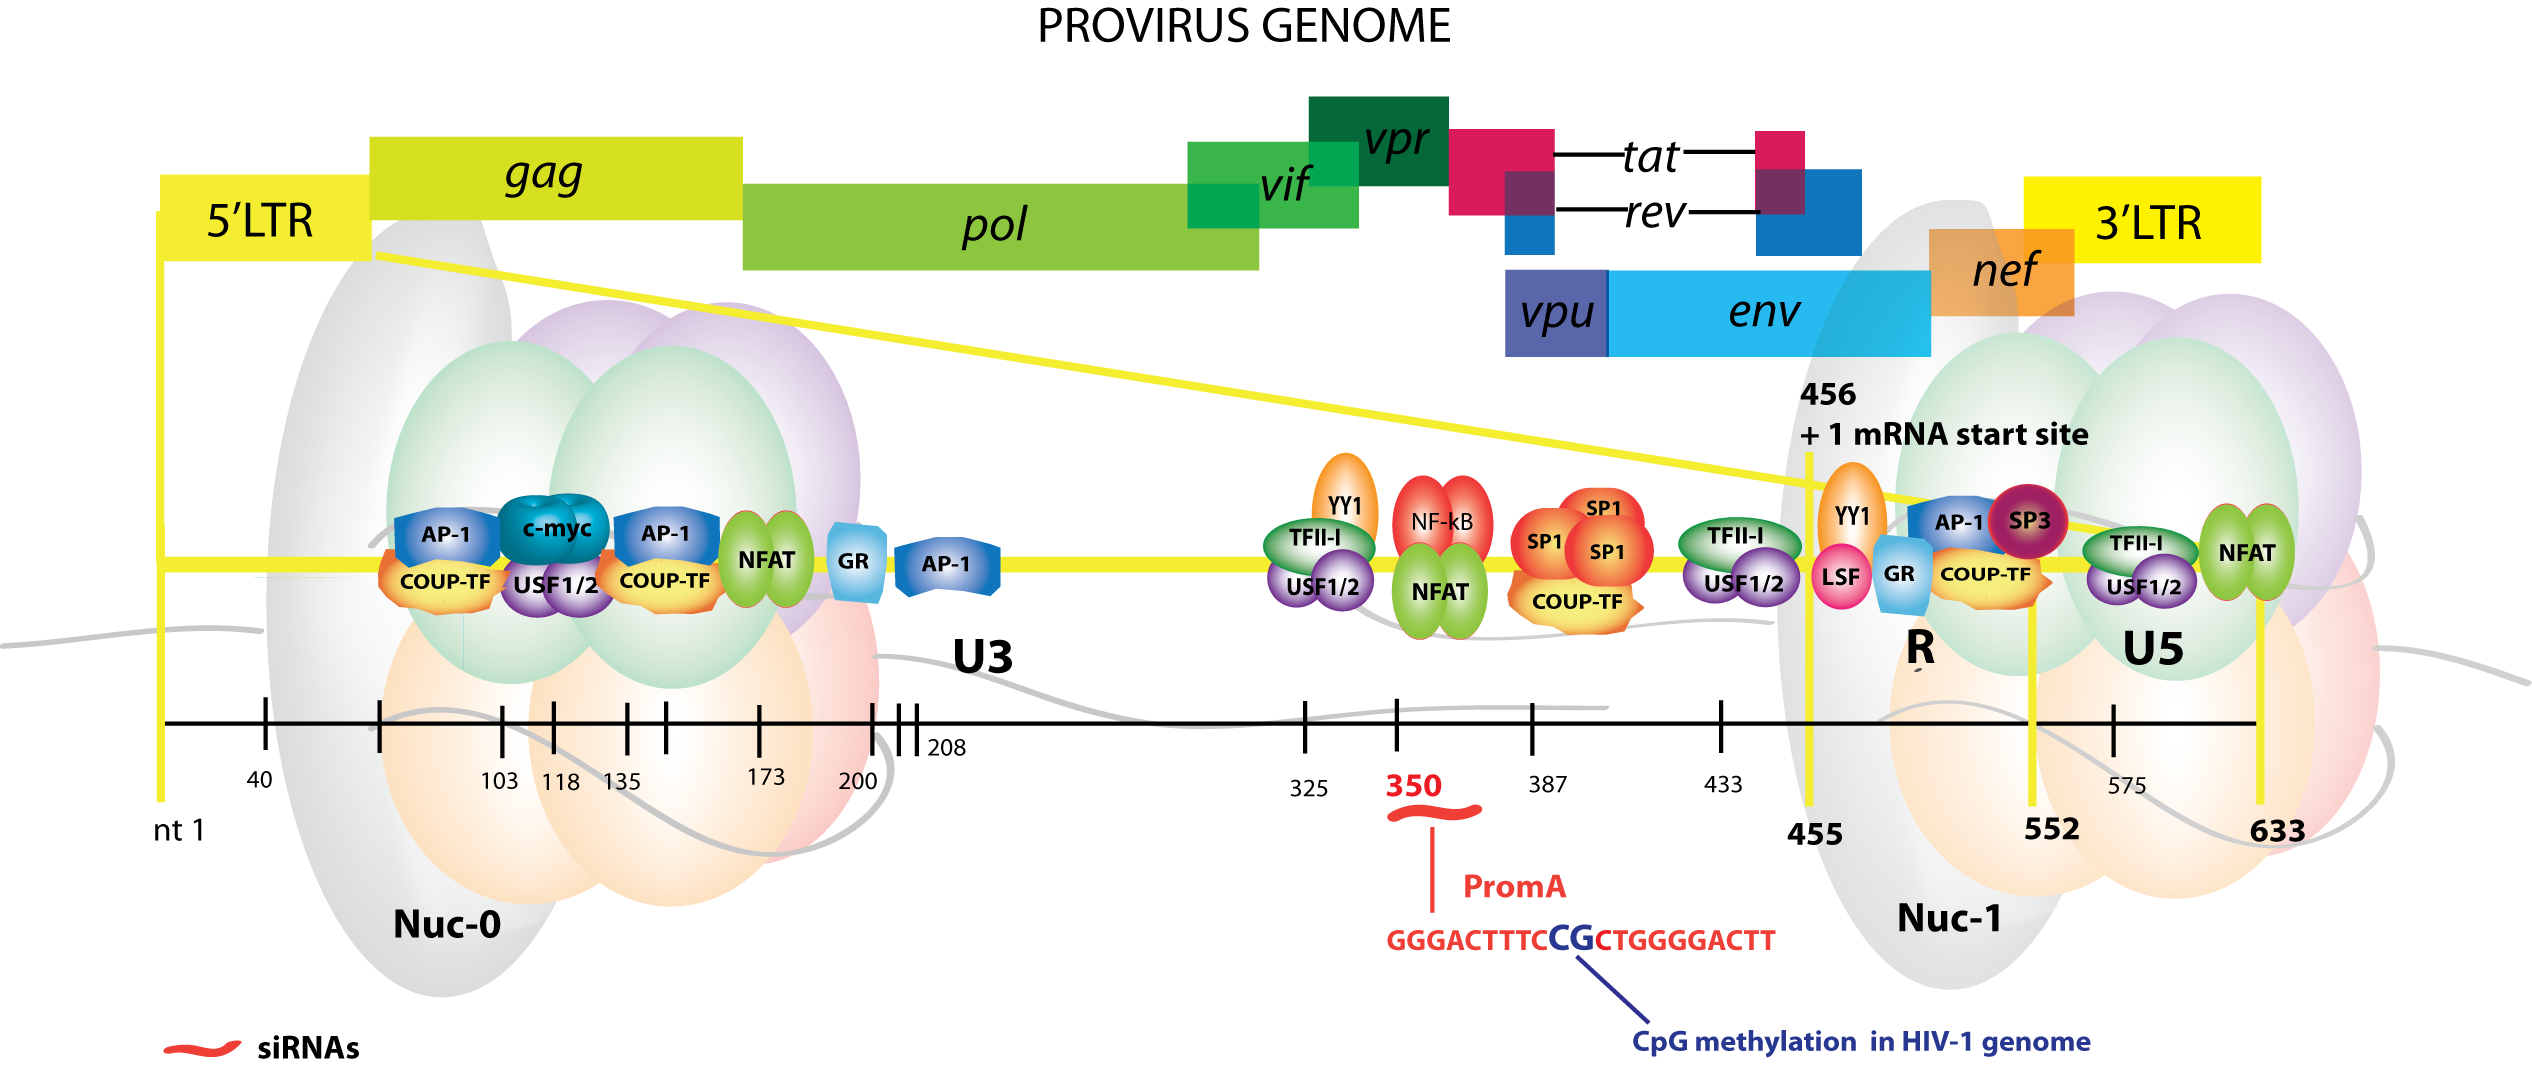 PROVIRUS GENOME
5'LTR
gag
pol
vif
vpr
tat
rev
vpu
env
nef
3'LTR
456
+ 1 mRNA start site
AP-1
COUP-TF
c-myc
USF1/2
AP-1
COUP-TF
NFAT
GR
AP-1
YY1
TFII-I
USF1/2
NF-kB
NFAT
SP1
SP1
SP1
COUP-TF
TFII-I
USF1/2
YY1
LSF
GR
AP-1
SP3
COUP-TF
TFII-I
USF1/2
NFAT
U3
R
U5
40
103
118
135
173
200
208
325
350
387
433
455
552
575
633
nt 1
PromA
GGGACTTTCCGCTGGGGACTT
Nuc-0
Nuc-1
siRNAs
CpG methylation in HIV-1 genome